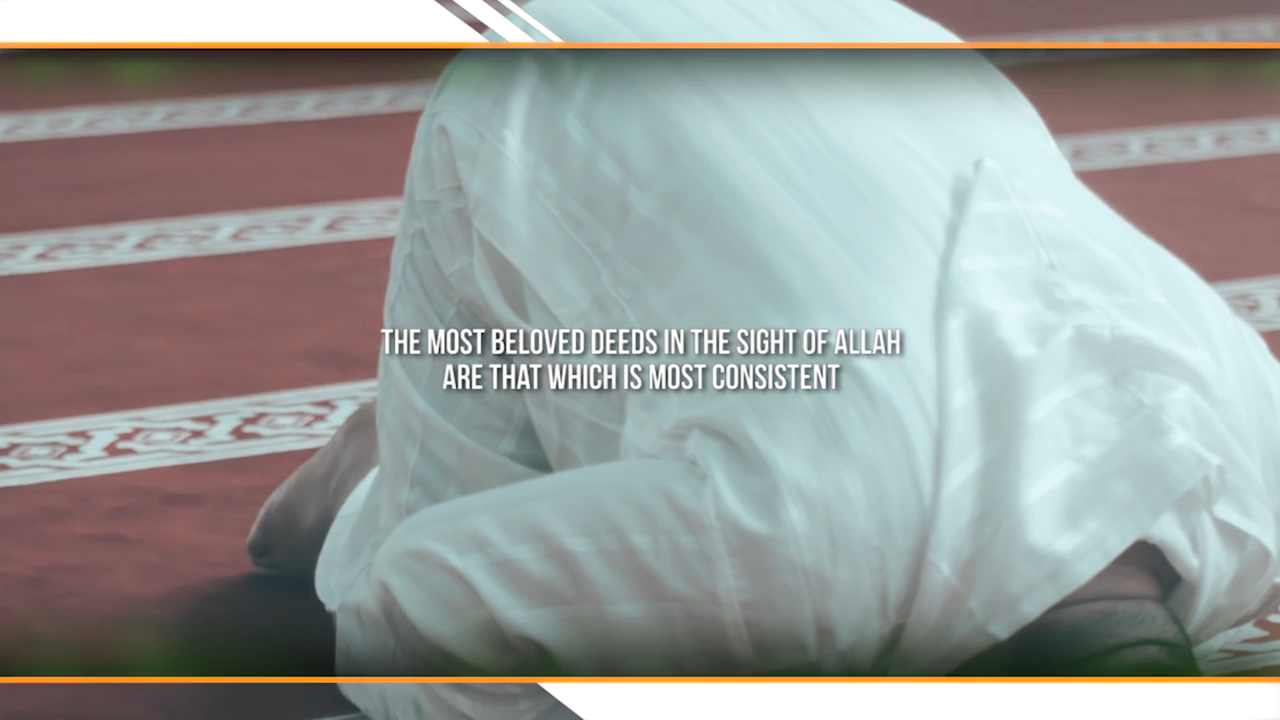 THE MOST BELOVED DEEDS IN THE SIGHT OF ALLAH
ARE THAT WHICH IS MOST CONSISTENT